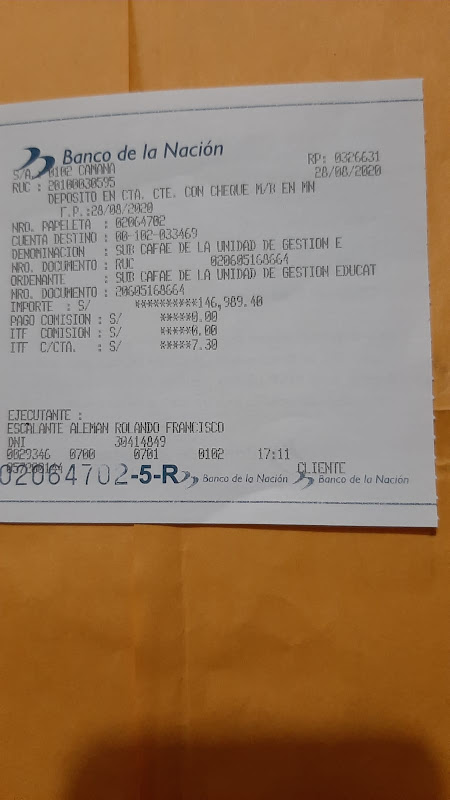 Banco de la Nación
S/A. 0102 CAMANA RP: 0326631
RUC : 20100030595 28/08/2020
DEPOSITO EN CTA. CTE. CON CHEQUE M/B EN MN
F.P.:28/08/2020
NRO. PAPELETA : 02064702
CUENTA DESTINO : 00-102-033469
DENOMINACION : SUB CAFAE DE LA UNIDAD DE GESTION E
NRO. DOCUMENTO : RUC 020605168664
ORDENANTE : SUB CAFAE DE LA UNIDAD DE GESTION EDUCAT
NRO. DOCUMENTO : 20605168664
IMPORTE : S/ **********146,989.40
PAGO COMISION : S/ *****0.00
ITF COMISION : S/ *****0.00
ITF C/CTA. : S/ *****7.30
EJECUTANTE :
ESCALANTE ALEMAN ROLANDO FRANCISCO
DNI 30414849
0029346 0700 0701 0102 17:11
CLIENTE
02064702-5-R Banco de la Nación Banco de la Nación